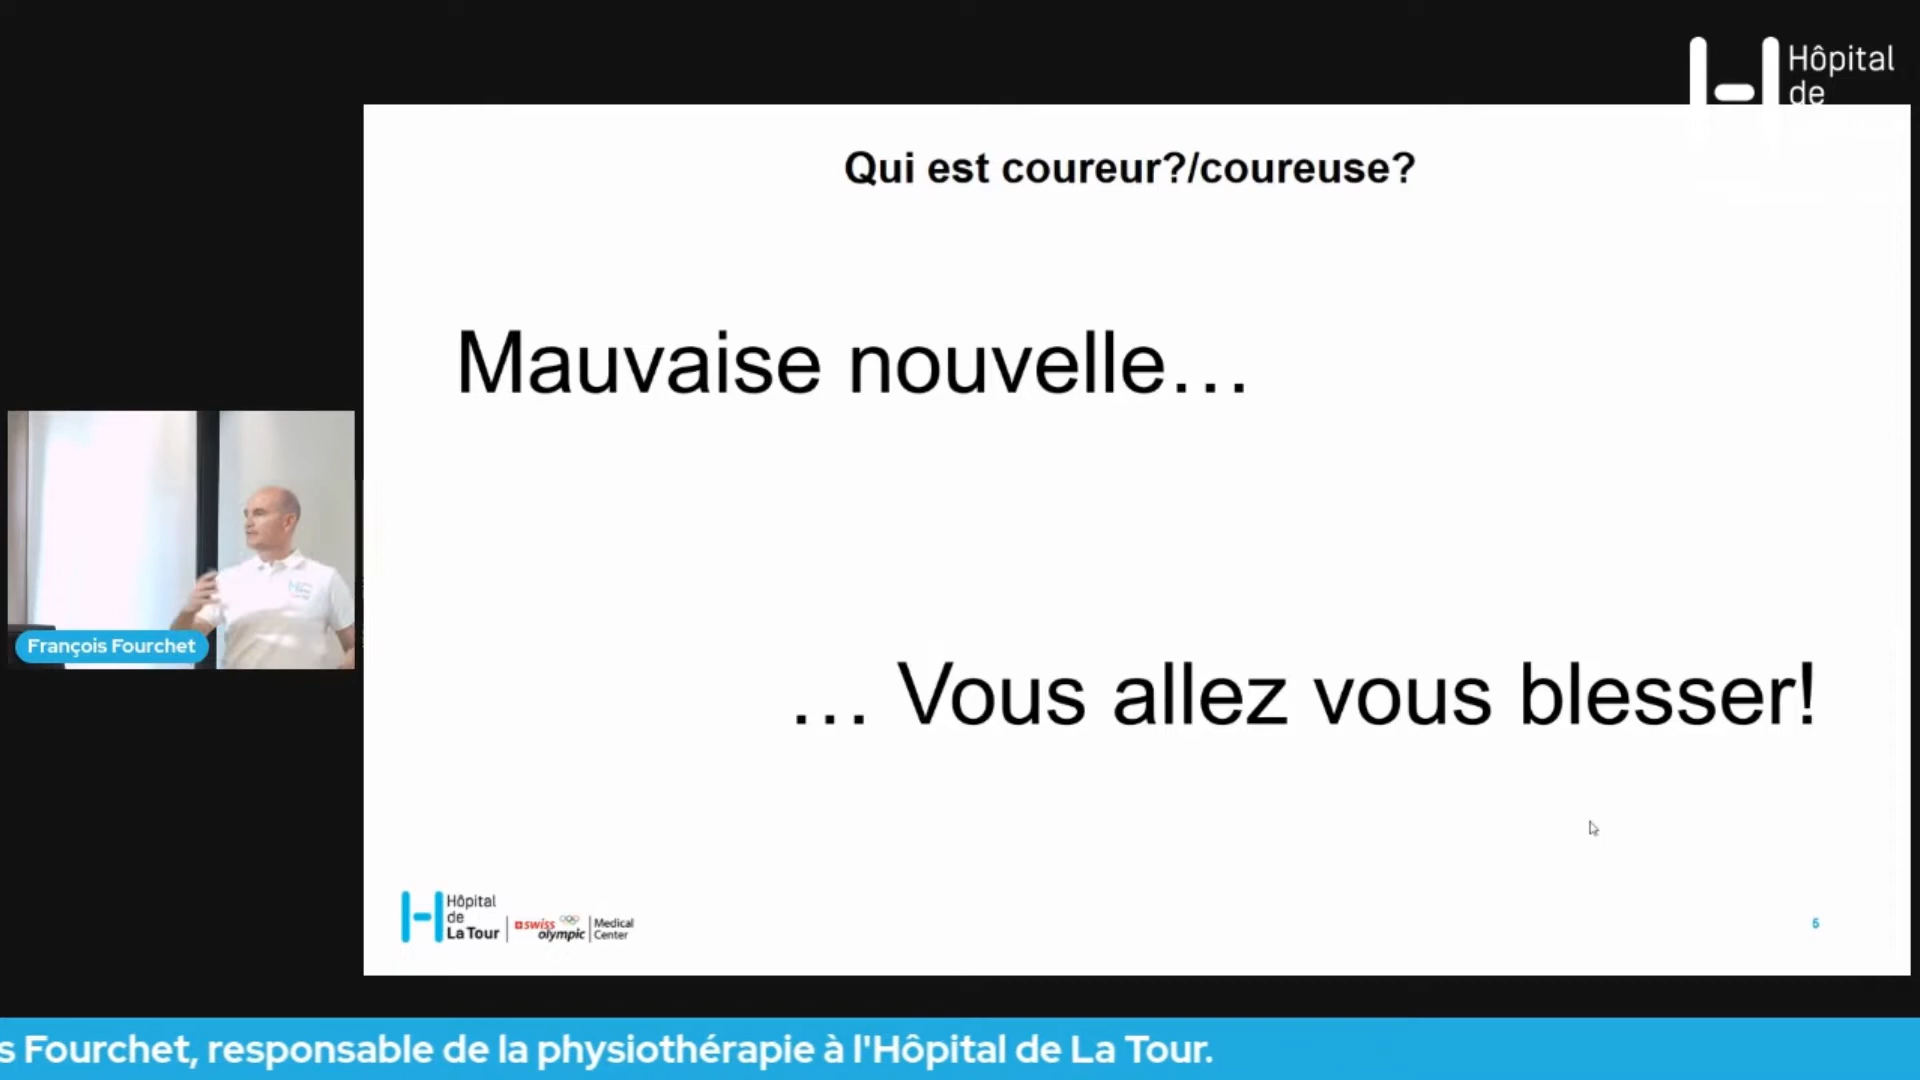 Hôpital
de
Qui est coureur?/coureuse?
Mauvaise nouvelle...
... Vous allez vous blesser!
François Fourchet
Hôpital
de
La Tour
swiss
olympic
Medical
Center
s Fourchet, responsable de la physiothérapie à l'Hôpital de La Tour.